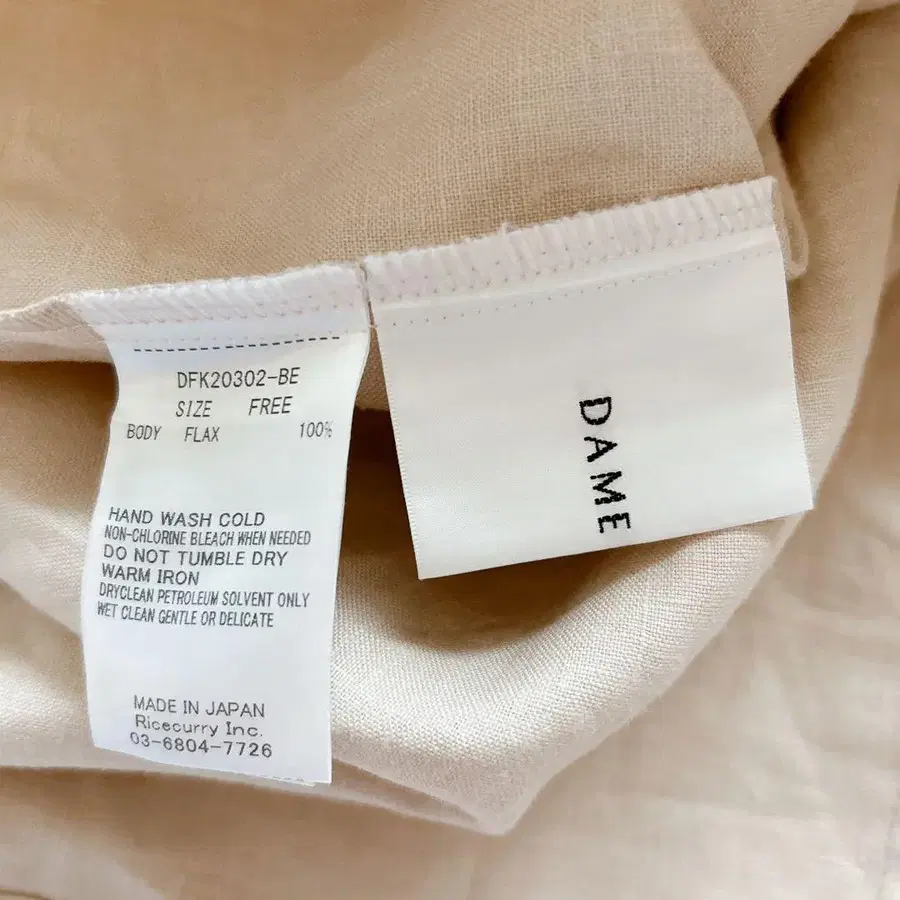 DFK20302-BE
SIZE FREE
BODY FLAX 100%
HAND WASH COLD
NON-CHLORINE BLEACH WHEN NEEDED
DO NOT TUMBLE DRY
WARM IRON
DRYCLEAN PETROLEUM SOLVENT ONLY
WET CLEAN GENTLE OR DELICATE
MADE IN JAPAN
Ricecurry Inc.
03-6804-7726
DAME